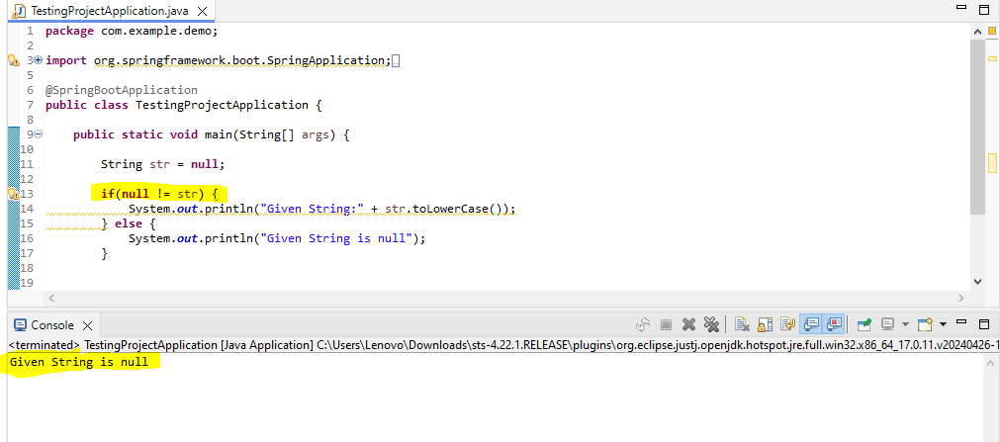 TestingProjectApplication.java
1 package com.example.demo;
2
3 import org.springframework.boot.SpringApplication;
5
6 @SpringBootApplication
7 public class TestingProjectApplication {
8
9 public static void main(String[] args) {
10
11 String str = null;
12
13 if(null != str) {
14 System.out.println("Given String:" + str.toLowerCase());
15 } else {
16 System.out.println("Given String is null");
17 }
18
19
Console
<terminated> TestingProjectApplication [Java Application] C:\Users\Lenovo\Downloads\sts-4.22.1.RELEASE\plugins\org.eclipse.justj.openjdk.hotspot.jre.full.win32.x86_64_17.0.11.v20240426-1
Given String is null